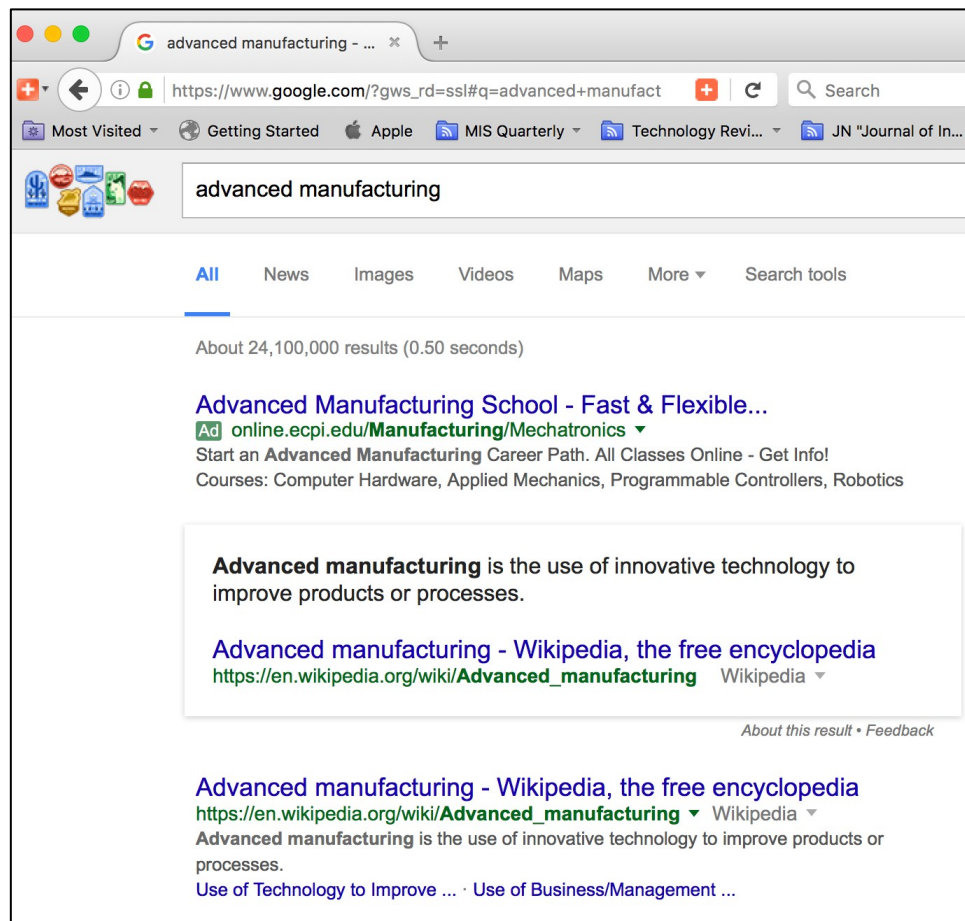 advanced manufacturing - ...
https://www.google.com/?gws_rd=ssl#q=advanced+manufact
Search
Most Visited
Getting Started
Apple
MIS Quarterly
Technology Revi...
JN "Journal of In...
advanced manufacturing
All News Images Videos Maps More Search tools
About 24,100,000 results (0.50 seconds)
Advanced Manufacturing School - Fast & Flexible...
Ad online.ecpi.edu/Manufacturing/Mechatronics
Start an Advanced Manufacturing Career Path. All Classes Online - Get Info!
Courses: Computer Hardware, Applied Mechanics, Programmable Controllers, Robotics
Advanced manufacturing is the use of innovative technology to
improve products or processes.
Advanced manufacturing - Wikipedia, the free encyclopedia
https://en.wikipedia.org/wiki/Advanced_manufacturing Wikipedia
About this result • Feedback
Advanced manufacturing - Wikipedia, the free encyclopedia
https://en.wikipedia.org/wiki/Advanced_manufacturing Wikipedia
Advanced manufacturing is the use of innovative technology to improve products or
processes.
Use of Technology to Improve ... · Use of Business/Management ...